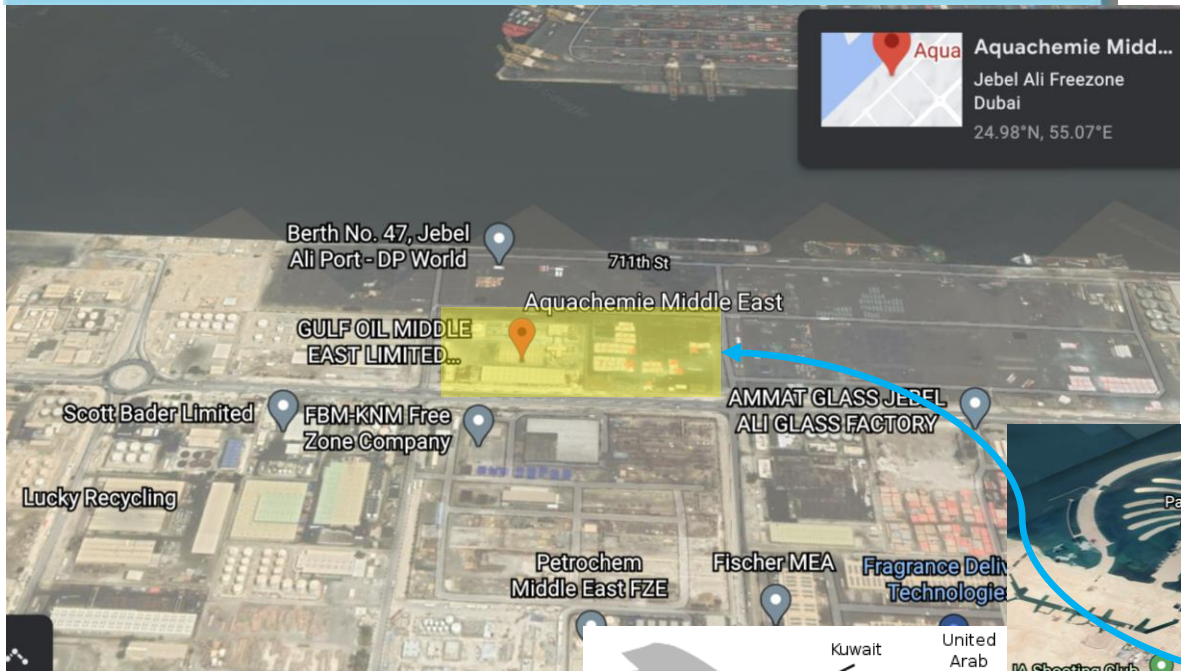 Aqua
Aquachemie Midd...
Jebel Ali Freezone
Dubai
24.98°N, 55.07°E
Berth No. 47, Jebel
Ali Port - DP World
711th St
Aquachemie Middle East
GULF OIL MIDDLE
EAST LIMITED...
AMMAT GLASS JEBEL
ALI GLASS FACTORY
Scott Bader Limited
FBM-KNM Free
Zone Company
Lucky Recycling
Pa
Petrochem
Middle East FZE
Fischer MEA
Fragrance Deliv
Technologie
Kuwait
United
Arab
JA Shooting Club